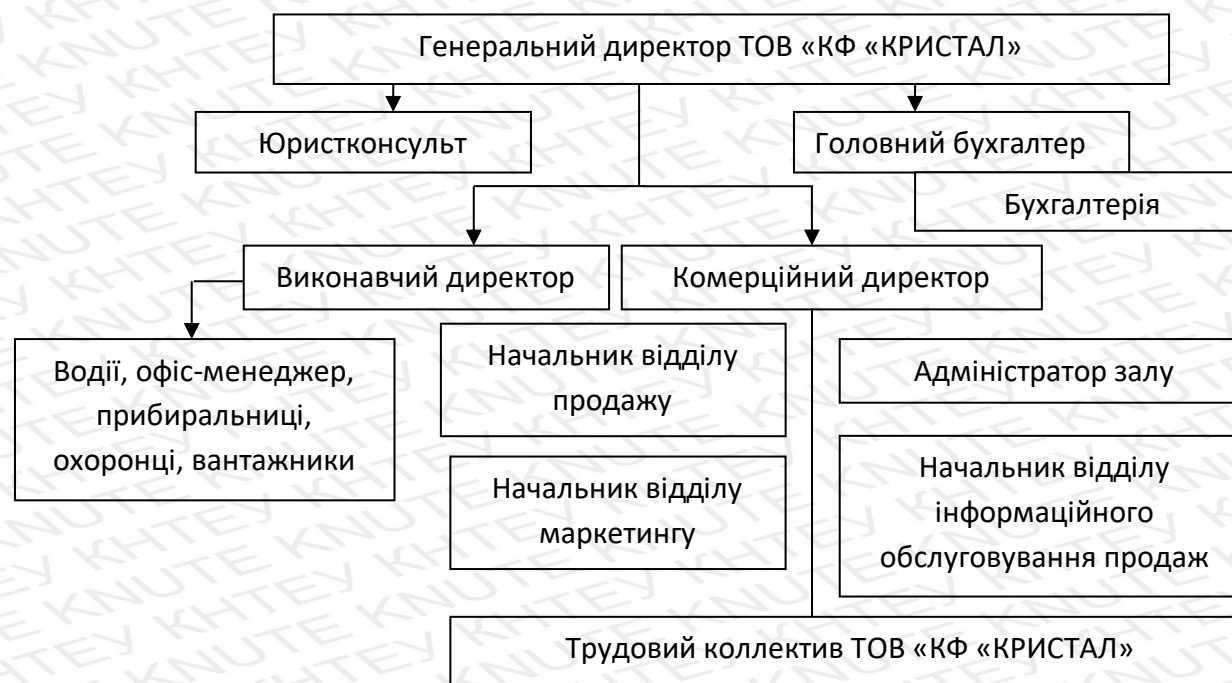 Генеральний директор ТОВ «КФ «КРИСТАЛ»
Юристконсульт
Головний бухгалтер
Бухгалтерія
Виконавчий директор
Комерційний директор
Водії, офіс-менеджер,
прибиральниці,
охоронці, вантажники
Начальник відділу
продажу
Адміністратор залу
Начальник відділу
маркетингу
Начальник відділу
інформаційного
обслуговування продаж
Трудовий коллектив ТОВ «КФ «КРИСТАЛ»